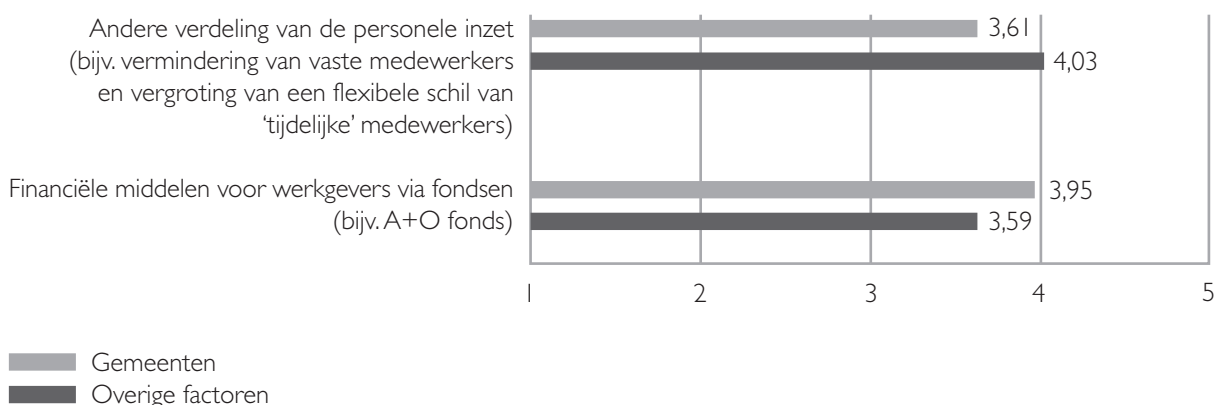 Andere verdeling van de personele inzet
(bijv. vermindering van vaste medewerkers
en vergroting van een flexibele schil van
‘tijdelijke’ medewerkers)
3,61
4,03
Financiële middelen voor werkgevers via fondsen
(bijv. A+O fonds)
3,95
3,59
1 2 3 4 5
Gemeenten
Overige factoren